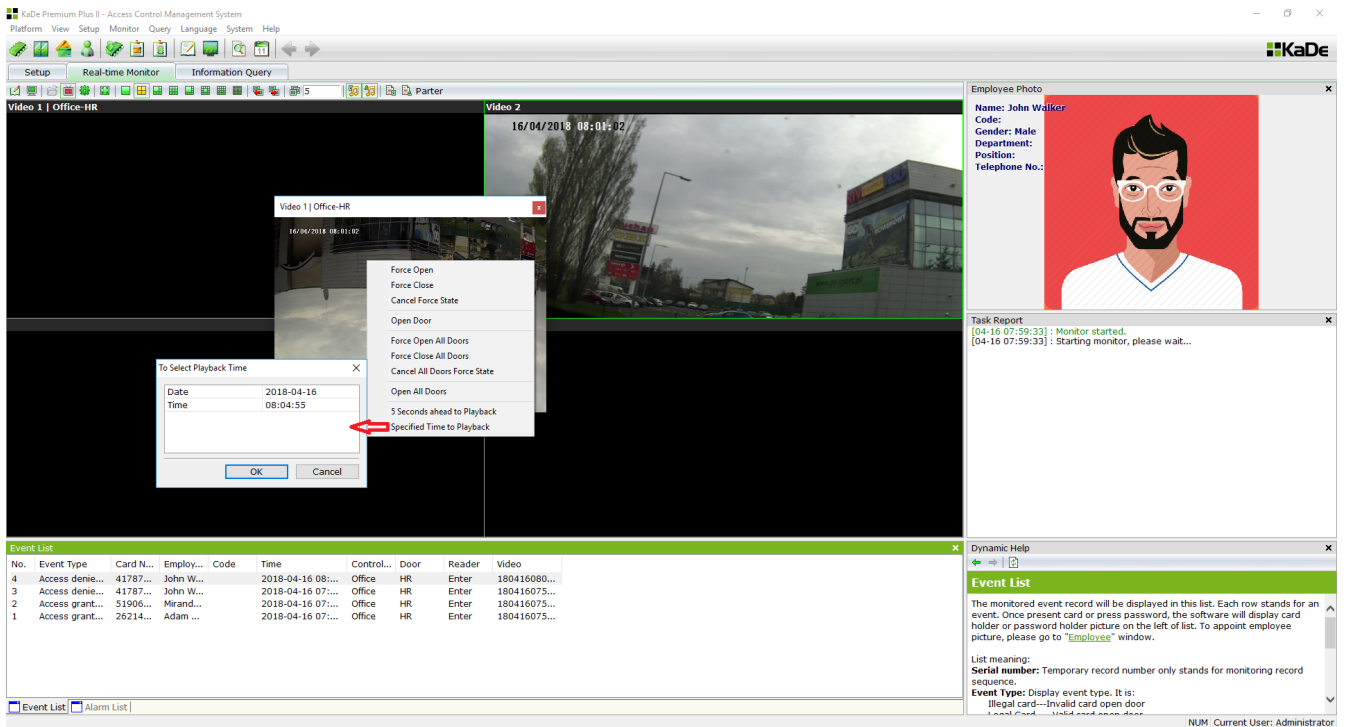 KaDe Premium Plus II - Access Control Management System
Platform View Setup Monitor Query Language System Help
KaDe
Setup Real-time Monitor Information Query
5 Parter
Video 1 | Office-HR
Video 2
16/04/2018 08:01:02
Video 1 | Office-HR
x
16/04/2018 08:01:02
Force Open
Force Close
Cancel Force State
Open Door
Force Open All Doors
Force Close All Doors
Cancel All Doors Force State
Open All Doors
5 Seconds ahead to Playback
Specified Time to Playback
To Select Playback Time
Date 2018-04-16
Time 08:04:55
OK Cancel
Employee Photo
Name: John Walker
Code:
Gender: Male
Department:
Position:
Telephone No.:
Task Report
[04-16 07:59:33] : Monitor started.
[04-16 07:59:33] : Starting monitor, please wait...
Event List
No. Event Type Card N... Employ... Code Time Control... Door Reader Video
4 Access denie... 41787... John W... 2018-04-16 08:... Office HR Enter 180416080...
3 Access denie... 41787... John W... 2018-04-16 07:... Office HR Enter 180416075...
2 Access grant... 51906... Mirand... 2018-04-16 07:... Office HR Enter 180416075...
1 Access grant... 26214... Adam ... 2018-04-16 07:... Office HR Enter 180416075...
Event List Alarm List
Dynamic Help
Event List
The monitored event record will be displayed in this list. Each row stands for an
event. Once present card or press password, the software will display card
holder or password holder picture on the left of list. To appoint employee
picture, please go to "Employee" window.
List meaning:
Serial number: Temporary record number only stands for monitoring record
sequence.
Event Type: Display event type. It is:
Illegal card---Invalid card open door
Legal Card----Valid card open door
NUM Current User: Administrator